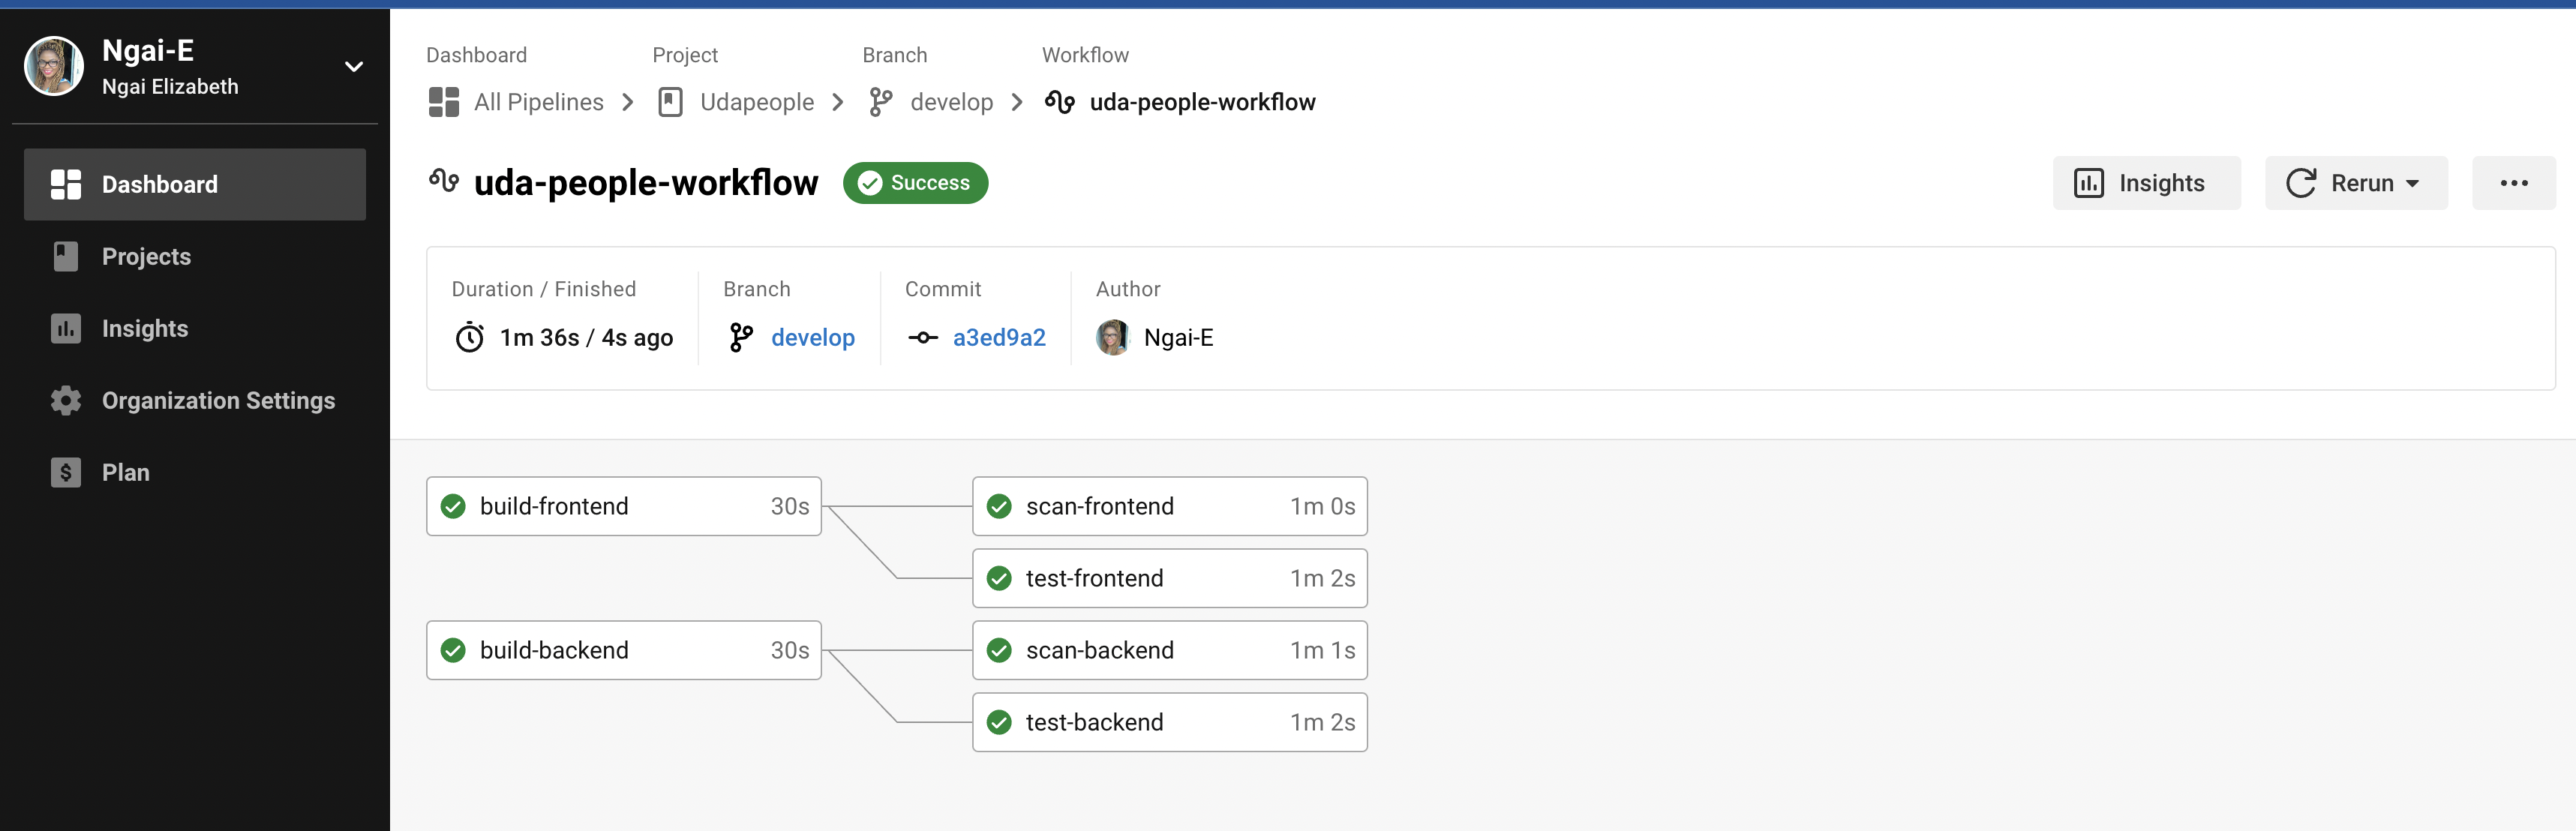 Ngai-E
Ngai Elizabeth
Dashboard
Projects
Insights
Organization Settings
Plan
Dashboard Project Branch Workflow
All Pipelines Udapeople develop uda-people-workflow
uda-people-workflow Success Insights Rerun
Duration / Finished Branch Commit Author
1m 36s / 4s ago develop a3ed9a2 Ngai-E
build-frontend 30s scan-frontend 1m 0s
test-frontend 1m 2s
build-backend 30s scan-backend 1m 1s
test-backend 1m 2s